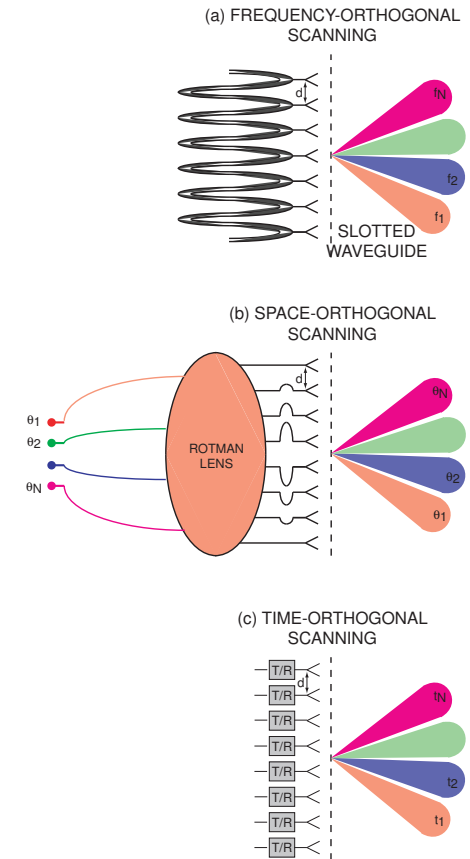 (a) FREQUENCY-ORTHOGONAL
SCANNING
d
fN
f2
f1
SLOTTED
WAVEGUIDE
(b) SPACE-ORTHOGONAL
SCANNING
d
θN
θ1
θ2
ROTMAN
LENS
θ2
θN
θ1
(c) TIME-ORTHOGONAL
SCANNING
T/R
d
T/R
tN
T/R
T/R
T/R
t2
T/R
t1
T/R
T/R